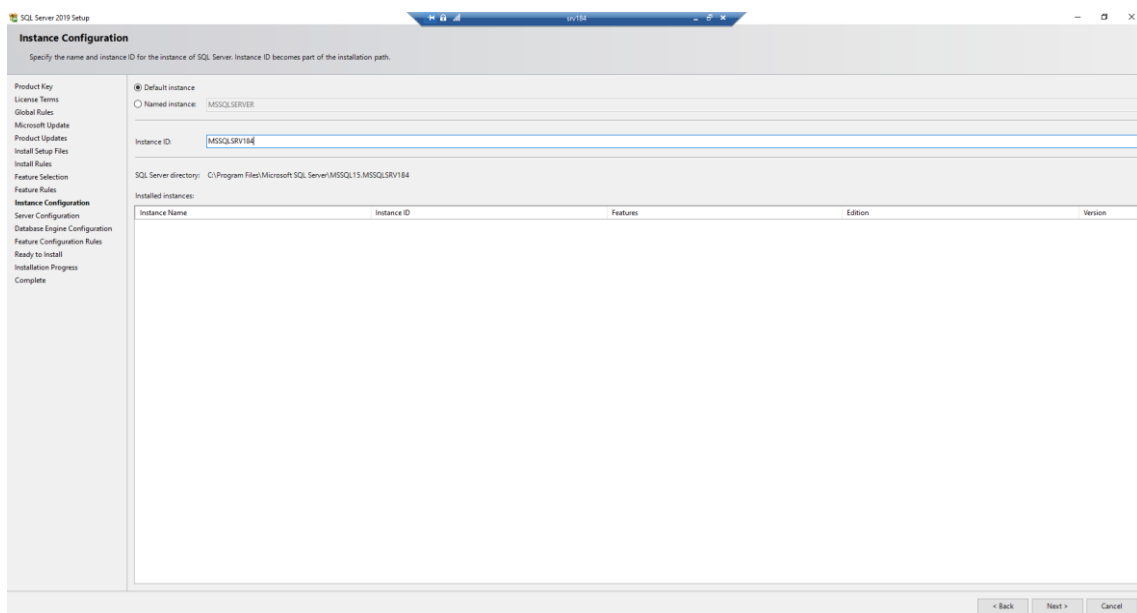 SQL Server 2019 Setup
srv184
Instance Configuration
Specify the name and instance ID for the instance of SQL Server. Instance ID becomes part of the installation path.
Product Key
License Terms
Global Rules
Microsoft Update
Product Updates
Install Setup Files
Install Rules
Feature Selection
Feature Rules
Instance Configuration
Server Configuration
Database Engine Configuration
Feature Configuration Rules
Ready to Install
Installation Progress
Complete
Default instance
Named instance: MSSQLSERVER
Instance ID: MSSQLSRV184
SQL Server directory: C:\Program Files\Microsoft SQL Server\MSSQL15.MSSQLSRV184
Installed instances:
Instance Name Instance ID Features Edition Version
< Back Next > Cancel